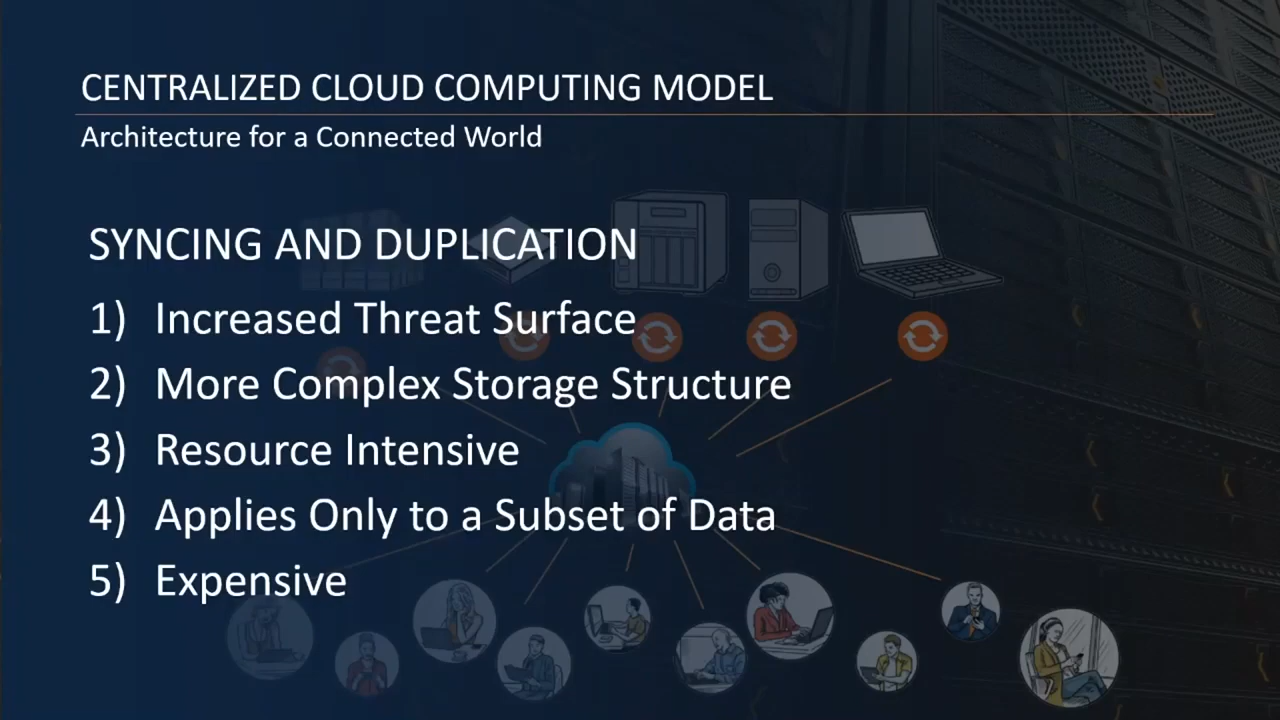 CENTRALIZED CLOUD COMPUTING MODEL
Architecture for a Connected World
SYNCING AND DUPLICATION
1) Increased Threat Surface
2) More Complex Storage Structure
3) Resource Intensive
4) Applies Only to a Subset of Data
5) Expensive